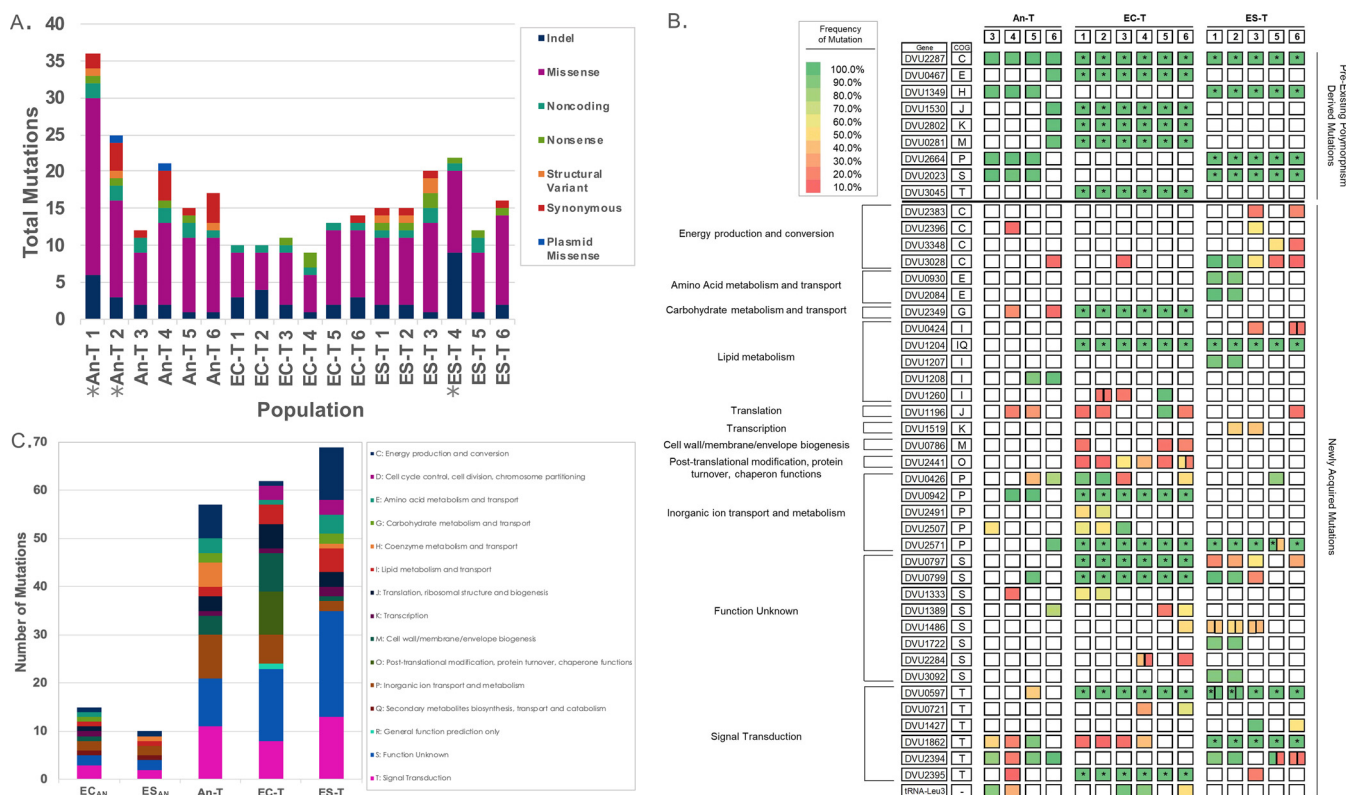 A.
40
35
30
25
20
15
10
5
0
Total Mutations
*An-T 1
*An-T 2
An-T 3
An-T 4
An-T 5
An-T 6
EC-T 1
EC-T 2
EC-T 3
EC-T 4
EC-T 5
EC-T 6
ES-T 1
ES-T 2
ES-T 3
*ES-T 4
ES-T 5
ES-T 6
Population
Indel
Missense
Noncoding
Nonsense
Structural
Variant
Synonymous
Plasmid
Missense
B.
Frequency
of Mutation
100.0%
90.0%
80.0%
70.0%
60.0%
50.0%
40.0%
30.0%
20.0%
10.0%
An-T EC-T ES-T
3 4 5 6 1 2 3 4 5 6 1 2 3 5 6
Gene COG
DVU2287 C
DVU0467 E
DVU1349 H
DVU1530 J
DVU2802 K
DVU0281 M
DVU2664 P
DVU2023 S
DVU3045 T
Pre-Existing Polymorphism
Derived Mutations
DVU2383 C
DVU2396 C
DVU3348 C
DVU3028 C
DVU0930 E
DVU2084 E
DVU2349 G
DVU0424 I
DVU1204 IQ
DVU1207 I
DVU1208 I
DVU1260 I
DVU1196 J
DVU1519 K
DVU0786 M
DVU2441 O
DVU0426 P
DVU0942 P
DVU2491 P
DVU2507 P
DVU2571 P
DVU0797 S
DVU0799 S
DVU1333 S
DVU1389 S
DVU1486 S
DVU1722 S
DVU2284 S
DVU3092 S
DVU0597 T
DVU0721 T
DVU1427 T
DVU1862 T
DVU2394 T
DVU2395 T
tRNA-Leu3 -
Newly Acquired Mutations
Energy production and conversion
Amino Acid metabolism and transport
Carbohydrate metabolism and transport
Lipid metabolism
Translation
Transcription
Cell wall/membrane/envelope biogenesis
Post-translational modification, protein
turnover, chaperon functions
Inorganic ion transport and metabolism
Function Unknown
Signal Transduction
C.
70
60
50
40
30
20
10
0
Number of Mutations
EC AN
ES AN
An-T
EC-T
ES-T
C: Energy production and conversion
D: Cell cycle control, cell division, chromosome partitioning
E: Amino acid metabolism and transport
G: Carbohydrate metabolism and transport
H: Coenzyme metabolism and transport
I: Lipid metabolism and transport
J: Translation, ribosomal structure and biogenesis
K: Transcription
M: Cell wall/membrane/envelope biogenesis
O: Post-translational modification, protein turnover, chaperone functions
P: Inorganic ion transport and metabolism
Q: Secondary metabolites biosynthesis, transport and catabolism
R: General function prediction only
S: Function Unknown
T: Signal Transduction